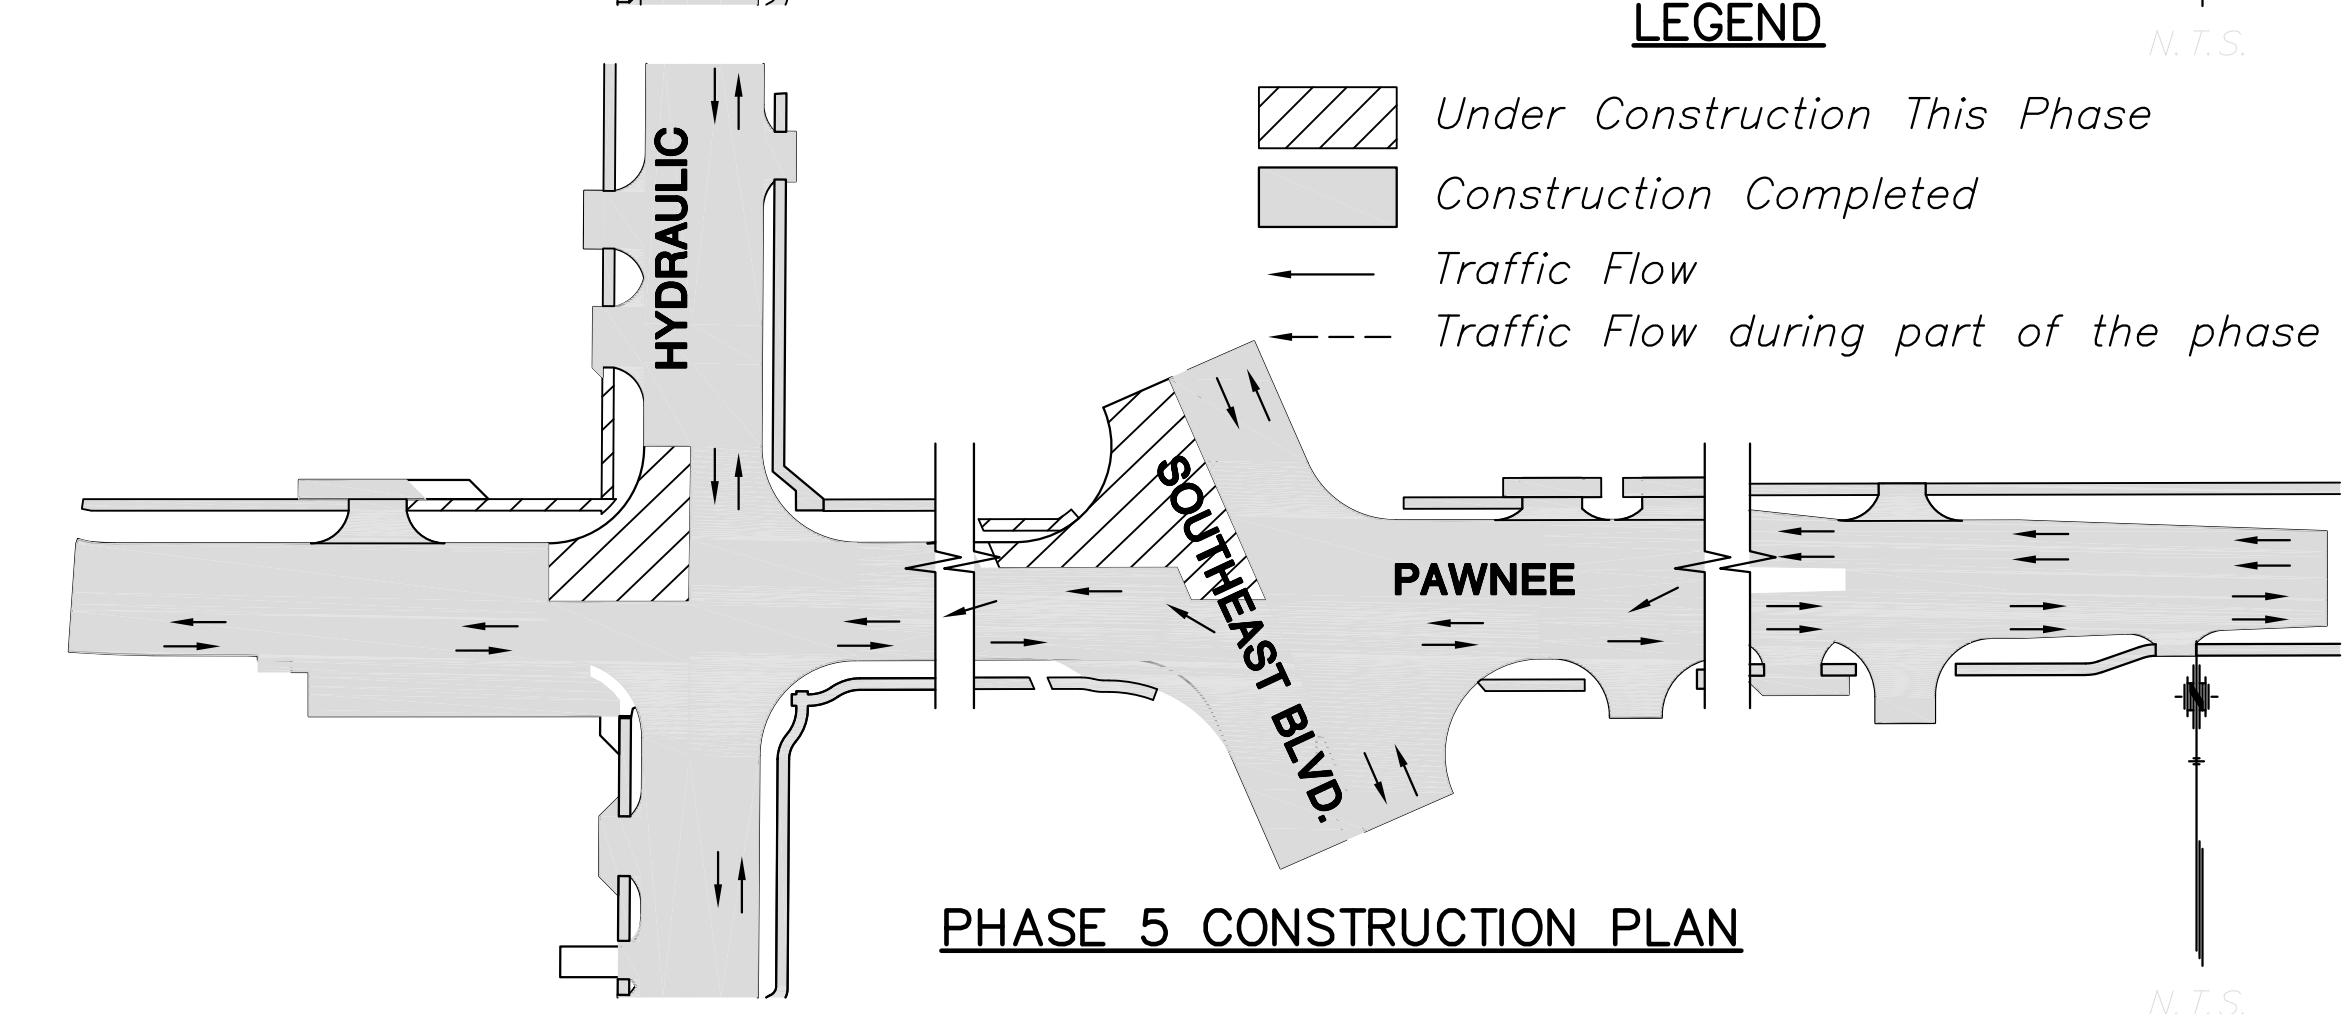 LEGEND
N.T.S.
Under Construction This Phase
Construction Completed
Traffic Flow
Traffic Flow during part of the phase
HYDRAULIC
SOUTHEAST BLVD.
PAWNEE
PHASE 5 CONSTRUCTION PLAN
N.T.S.